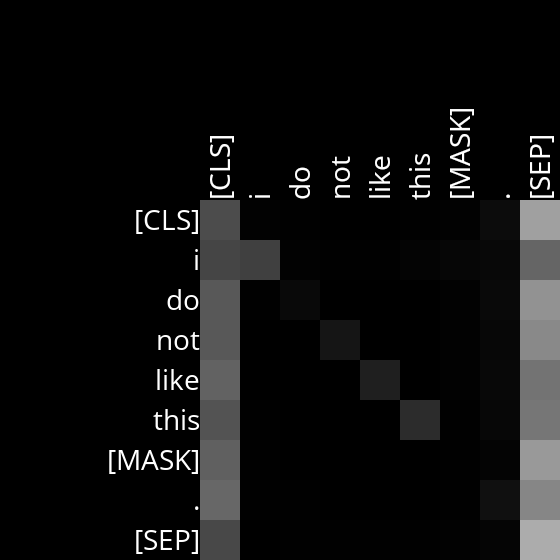 [CLS] i do not like this [MASK] . [SEP]
[CLS]
i
do
not
like
this
[MASK]
.
[SEP]